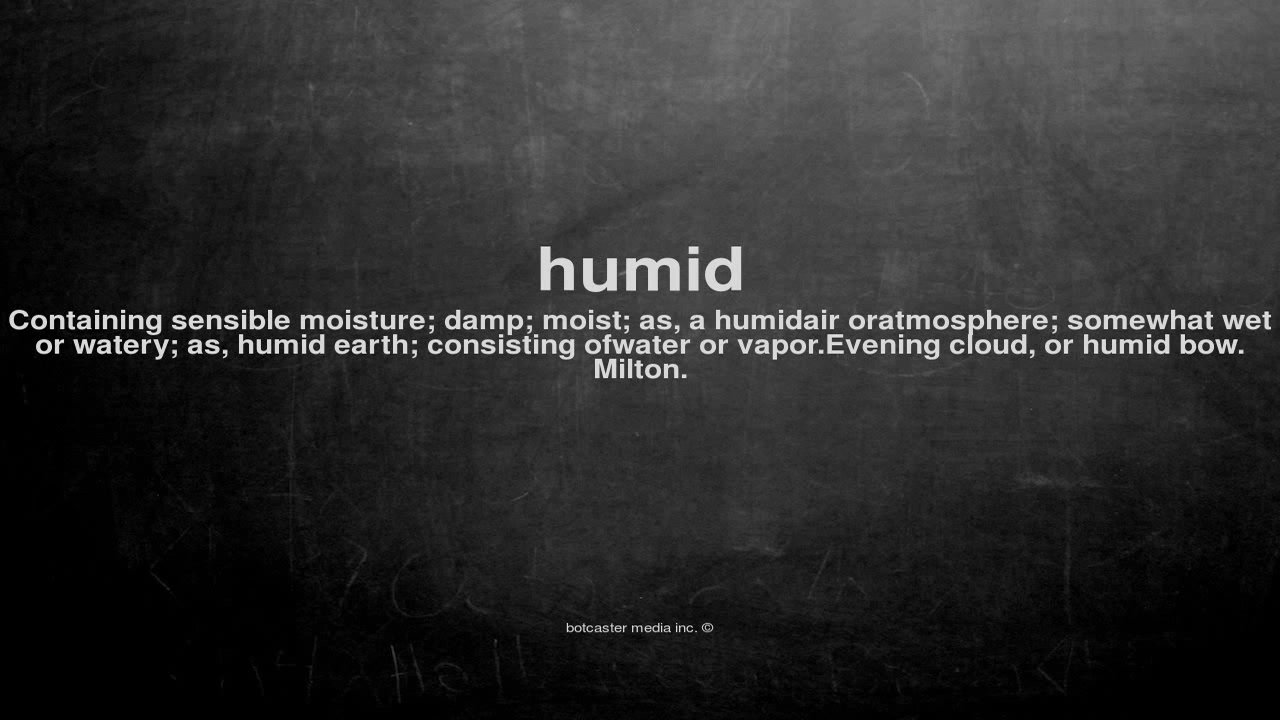 humid
Containing sensible moisture; damp; moist; as, a humidair oratmosphere; somewhat wet
or watery; as, humid earth; consisting ofwater or vapor.Evening cloud, or humid bow.
Milton.
botcaster media inc. ©